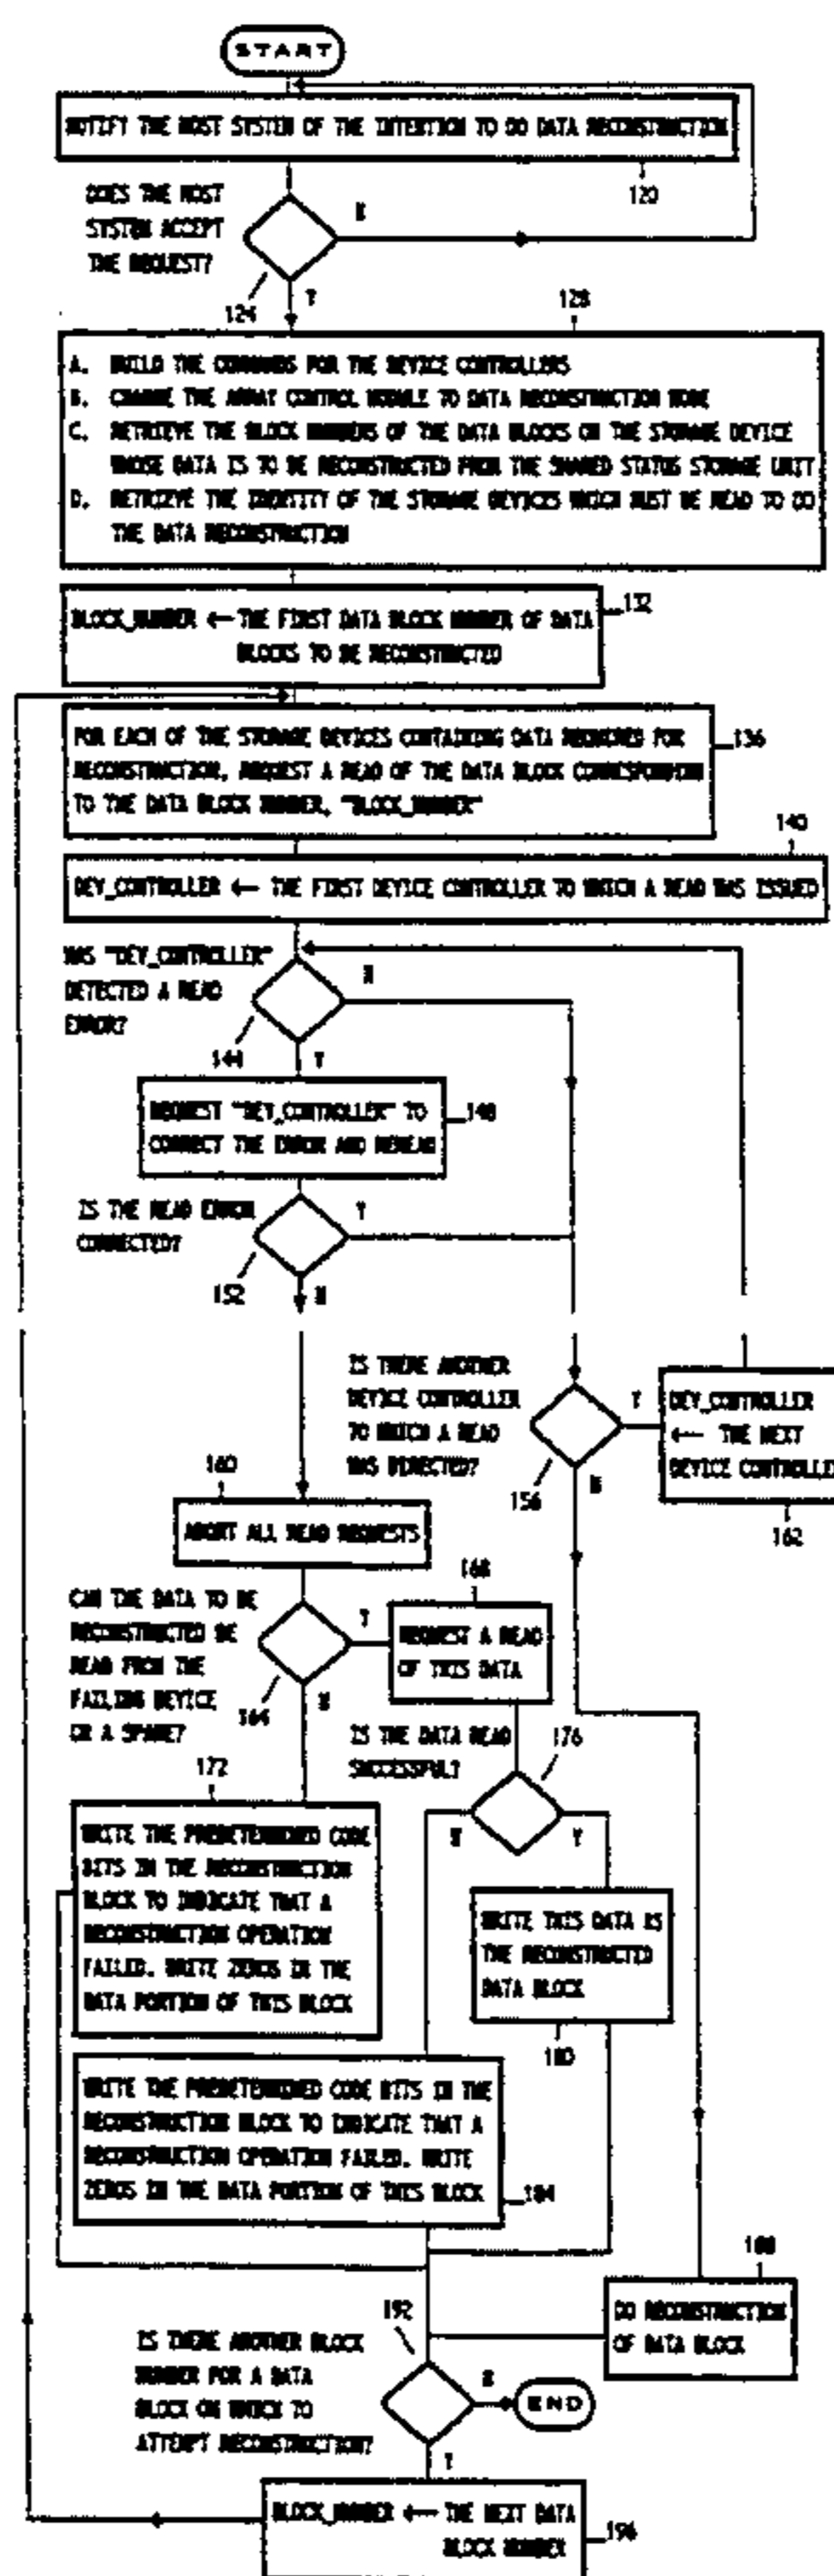 START
NOTIFY THE HOST SYSTEM OF THE INTENTION TO DO DATA RECONSTRUCTION
120
DOES THE HOST
SYSTEM ACCEPT
THE REQUEST?
N
124
Y
128
A. BUILD THE COMMANDS FOR THE DEVICE CONTROLLERS
B. CHANGE THE ARRAY CONTROL MODULE TO DATA RECONSTRUCTION MODE
C. RETRIEVE THE BLOCK NUMBERS OF THE DATA BLOCKS ON THE STORAGE DEVICE
WHOSE DATA IS TO BE RECONSTRUCTED FROM THE SHARED STATUS STORAGE UNIT
D. RETRIEVE THE IDENTITY OF THE STORAGE DEVICES WHICH MUST BE READ TO DO
THE DATA RECONSTRUCTION
BLOCK_NUMBER ← THE FIRST DATA BLOCK NUMBER OF DATA
BLOCKS TO BE RECONSTRUCTED
132
FOR EACH OF THE STORAGE DEVICES CONTAINING DATA REQUIRED FOR
RECONSTRUCTION, REQUEST A READ OF THE DATA BLOCK CORRESPONDING
TO THE DATA BLOCK NUMBER, "BLOCK_NUMBER"
136
140
DEV_CONTROLLER ← THE FIRST DEVICE CONTROLLER TO WHICH A READ WAS ISSUED
HAS "DEV_CONTROLLER"
DETECTED A READ
ERROR?
N
144
Y
REQUEST "DEV_CONTROLLER" TO
CORRECT THE ERROR AND REREAD
148
IS THE READ ERROR
CORRECTED?
Y
152
N
IS THERE ANOTHER
DEVICE CONTROLLER
TO WHICH A READ
WAS DIRECTED?
Y
156
N
DEV_CONTROLLER
← THE NEXT
DEVICE CONTROLLER
162
160
ABORT ALL READ REQUESTS
CAN THE DATA TO BE
RECONSTRUCTED BE
READ FROM THE
FAILING DEVICE
OR A SPARE?
Y
164
N
168
REQUEST A READ
OF THIS DATA
IS THE DATA READ
SUCCESSFUL?
176
N
Y
172
WRITE THE PREDETERMINED CODE
BITS IN THE RECONSTRUCTION
BLOCK TO INDICATE THAT A
RECONSTRUCTION OPERATION
FAILED. WRITE ZEROS IN THE
DATA PORTION OF THIS BLOCK
WRITE THIS DATA IS
THE RECONSTRUCTED
DATA BLOCK
180
WRITE THE PREDETERMINED CODE BITS IN THE
RECONSTRUCTION BLOCK TO INDICATE THAT A
RECONSTRUCTION OPERATION FAILED. WRITE
ZEROS IN THE DATA PORTION OF THIS BLOCK
184
188
DO RECONSTRUCTION
OF DATA BLOCK
192
IS THERE ANOTHER BLOCK
NUMBER FOR A DATA
BLOCK ON WHICH TO
ATTEMPT RECONSTRUCTION?
N
END
Y
BLOCK_NUMBER ← THE NEXT DATA
BLOCK NUMBER
196